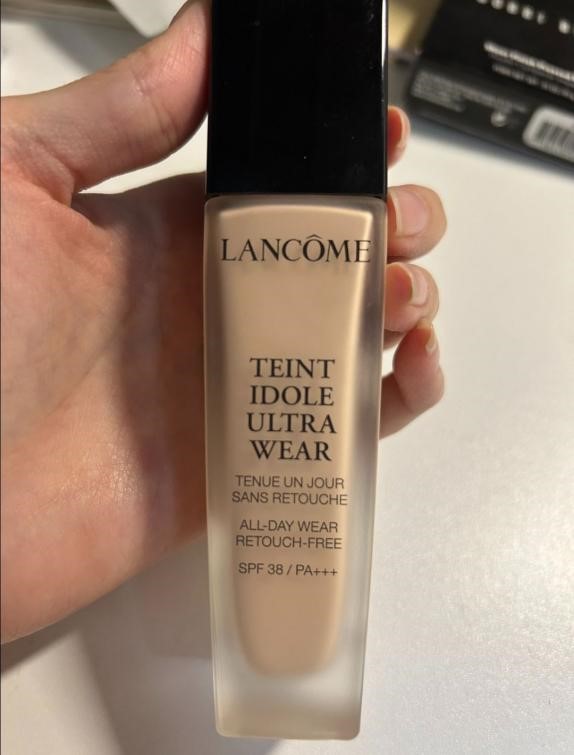 LANCÔME
TEINT
IDOLE
ULTRA
WEAR
TENUE UN JOUR
SANS RETOUCHE
ALL-DAY WEAR
RETOUCH-FREE
SPF 38 / PA+++